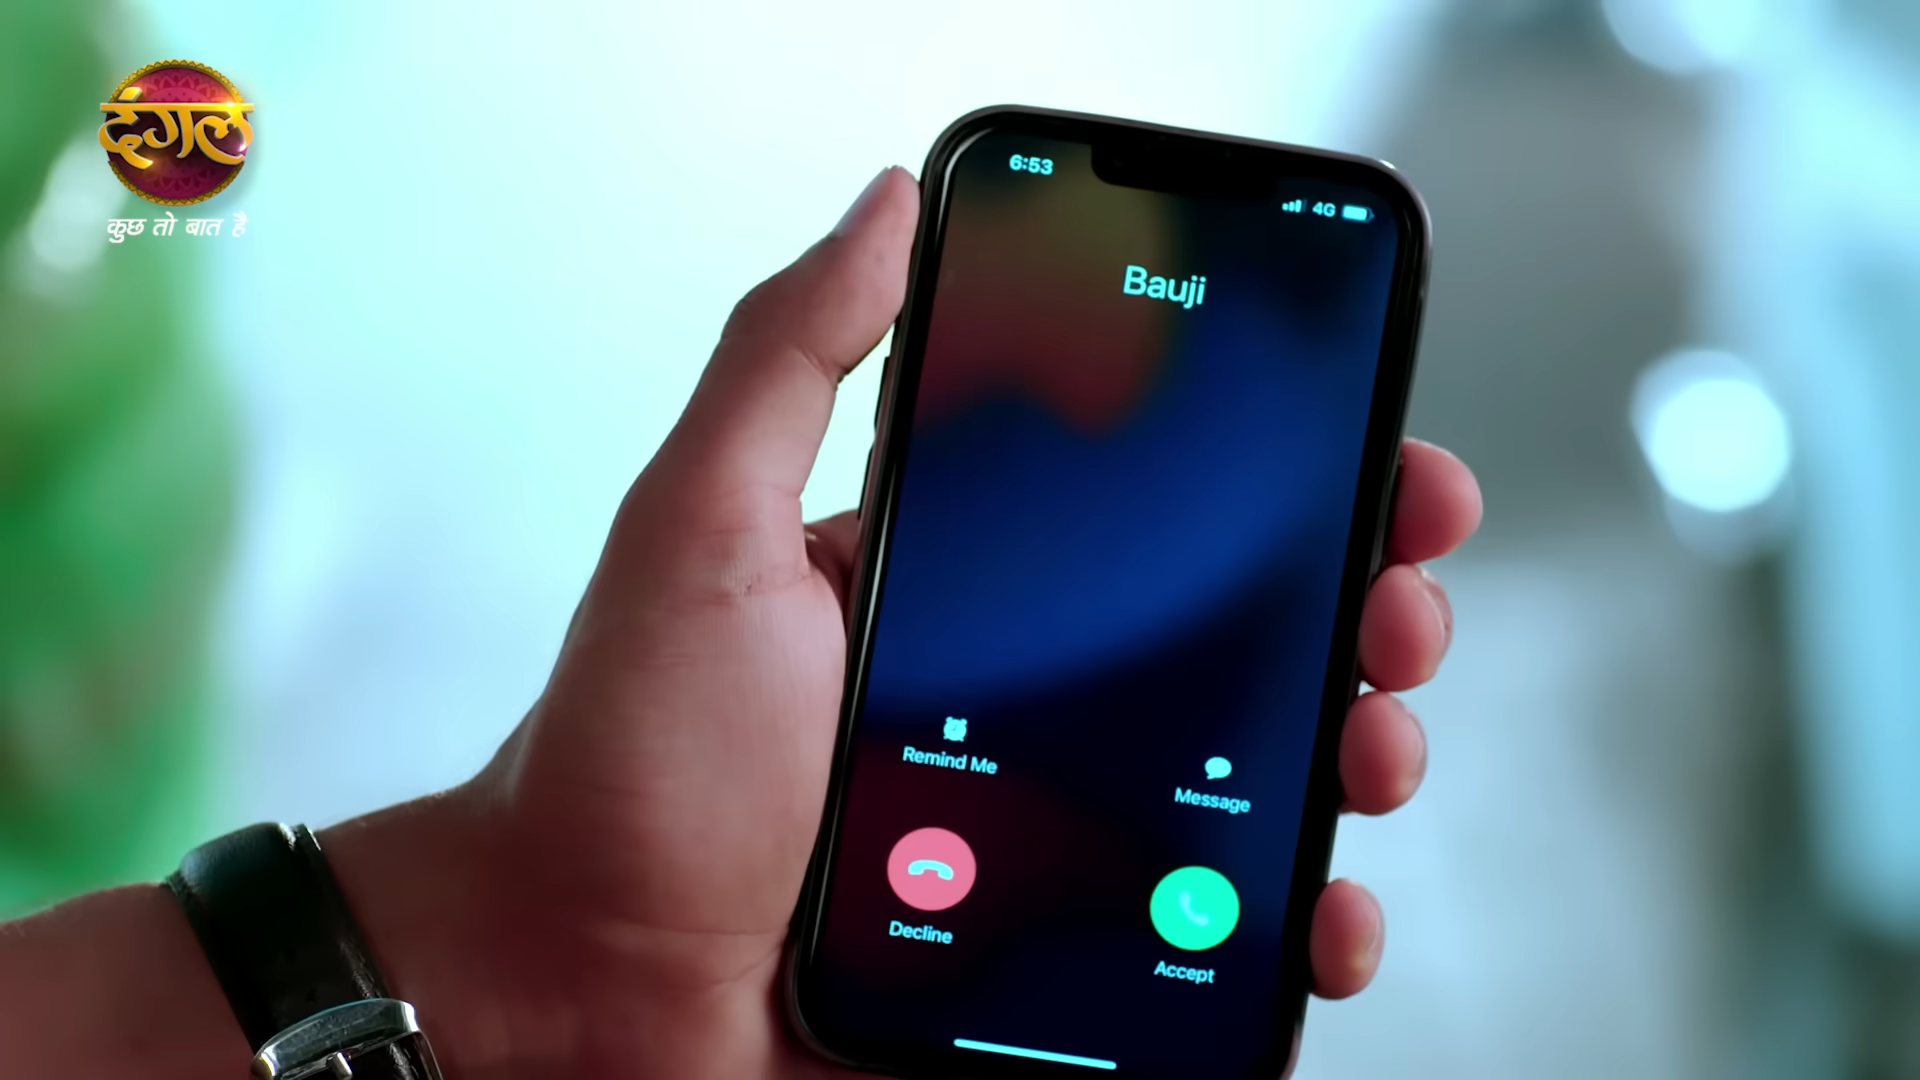 दंगल
कुछ तो बात है
6:53
4G
Bauji
Remind Me
Message
Decline
Accept